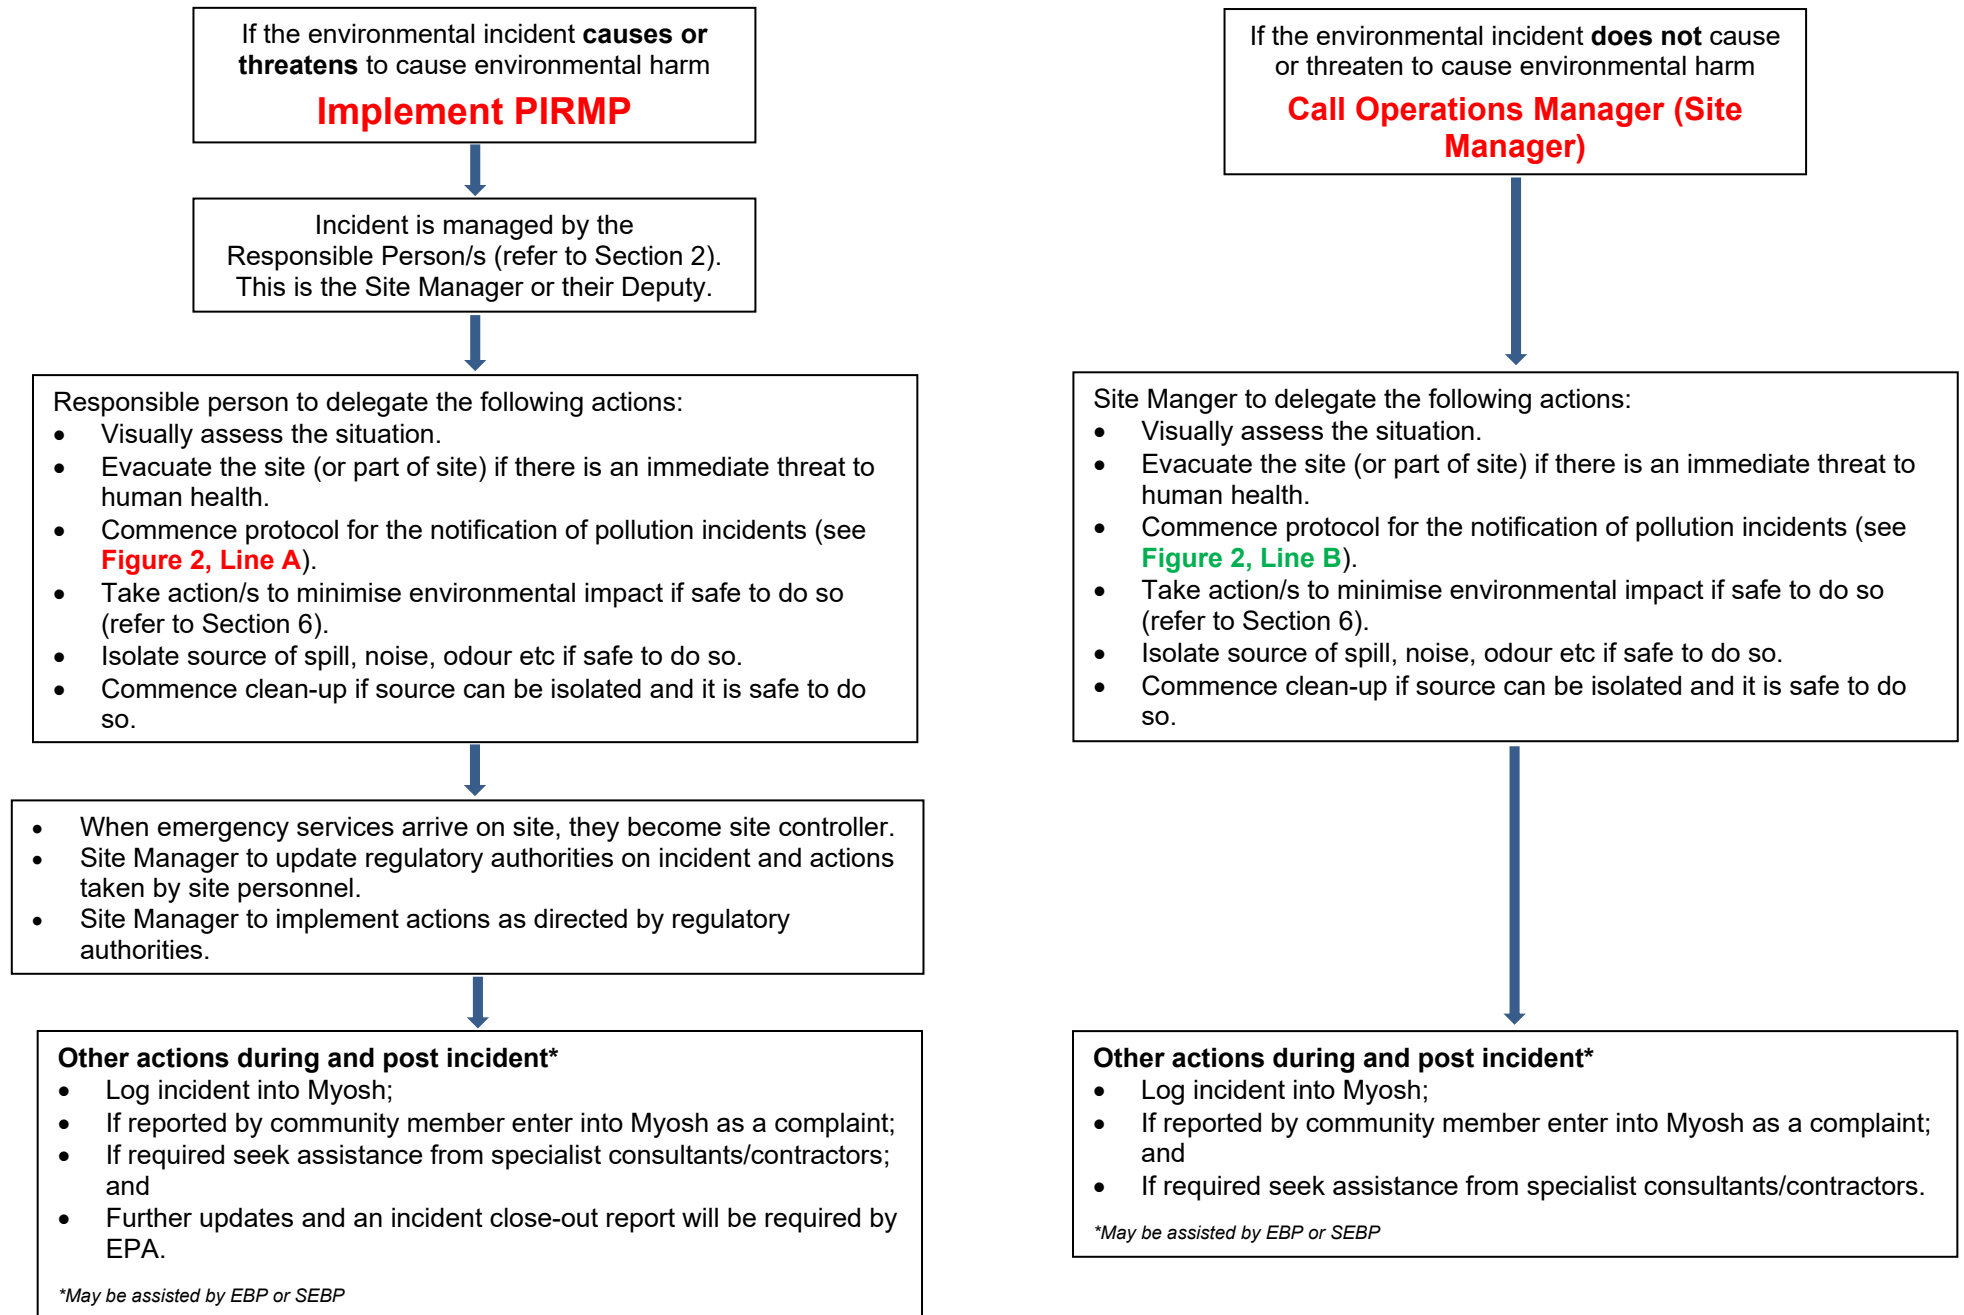 If the environmental incident causes or
threatens to cause environmental harm
Implement PIRMP
Incident is managed by the
Responsible Person/s (refer to Section 2).
This is the Site Manager or their Deputy.
Responsible person to delegate the following actions:
• Visually assess the situation.
• Evacuate the site (or part of site) if there is an immediate threat to
human health.
• Commence protocol for the notification of pollution incidents (see
Figure 2, Line A).
• Take action/s to minimise environmental impact if safe to do so
(refer to Section 6).
• Isolate source of spill, noise, odour etc if safe to do so.
• Commence clean-up if source can be isolated and it is safe to do
so.
• When emergency services arrive on site, they become site controller.
• Site Manager to update regulatory authorities on incident and actions
taken by site personnel.
• Site Manager to implement actions as directed by regulatory
authorities.
Other actions during and post incident*
• Log incident into Myosh;
• If reported by community member enter into Myosh as a complaint;
• If required seek assistance from specialist consultants/contractors;
and
• Further updates and an incident close-out report will be required by
EPA.
*May be assisted by EBP or SEBP
If the environmental incident does not cause
or threaten to cause environmental harm
Call Operations Manager (Site
Manager)
Site Manger to delegate the following actions:
• Visually assess the situation.
• Evacuate the site (or part of site) if there is an immediate threat to
human health.
• Commence protocol for the notification of pollution incidents (see
Figure 2, Line B).
• Take action/s to minimise environmental impact if safe to do so
(refer to Section 6).
• Isolate source of spill, noise, odour etc if safe to do so.
• Commence clean-up if source can be isolated and it is safe to do
so.
Other actions during and post incident*
• Log incident into Myosh;
• If reported by community member enter into Myosh as a complaint;
and
• If required seek assistance from specialist consultants/contractors.
*May be assisted by EBP or SEBP